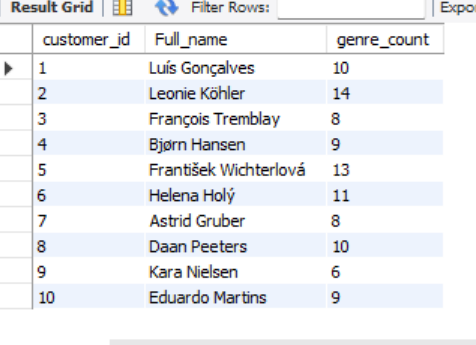 Result Grid Filter Rows: Expor
customer_id Full_name genre_count
1 Luís Gonçalves 10
2 Leonie Köhler 14
3 François Tremblay 8
4 Bjørn Hansen 9
5 František Wichterlová 13
6 Helena Holý 11
7 Astrid Gruber 8
8 Daan Peeters 10
9 Kara Nielsen 6
10 Eduardo Martins 9